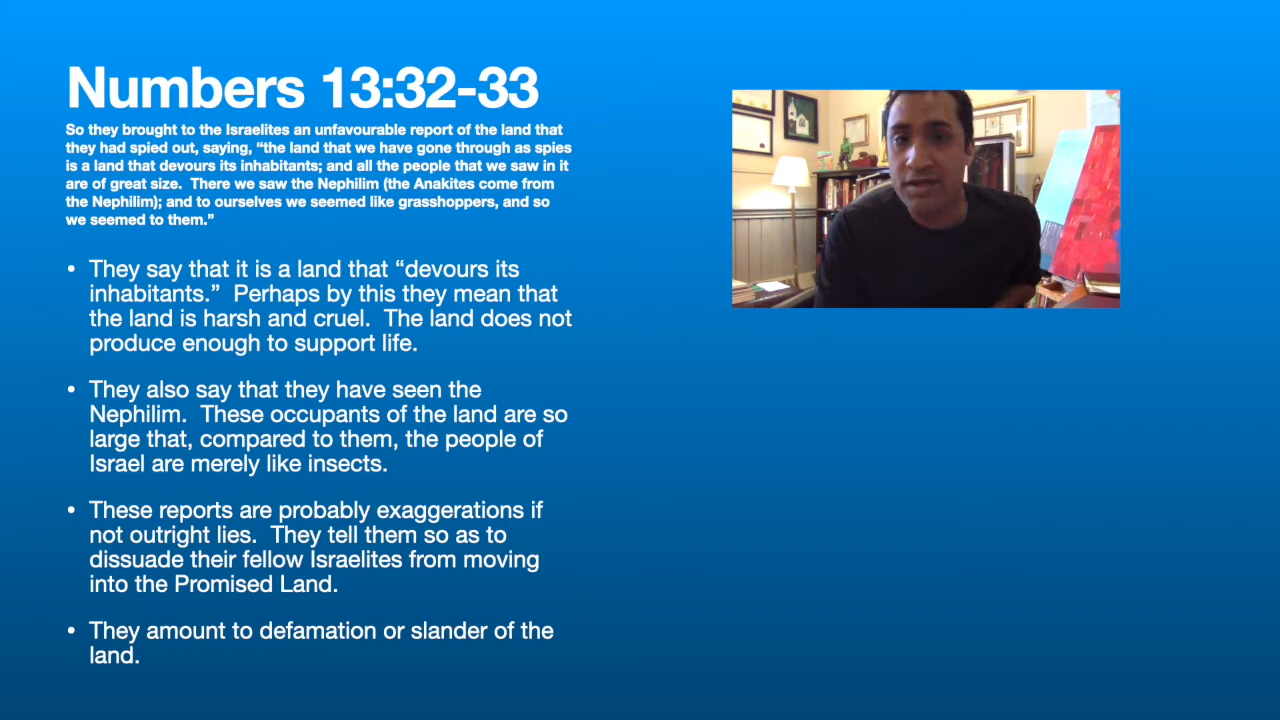 Numbers 13:32-33
So they brought to the Israelites an unfavourable report of the land that
they had spied out, saying, “the land that we have gone through as spies
is a land that devours its inhabitants; and all the people that we saw in it
are of great size.  There we saw the Nephilim (the Anakites come from
the Nephilim); and to ourselves we seemed like grasshoppers, and so
we seemed to them.”
• They say that it is a land that “devours its
inhabitants.”  Perhaps by this they mean that
the land is harsh and cruel.  The land does not
produce enough to support life.
• They also say that they have seen the
Nephilim.  These occupants of the land are so
large that, compared to them, the people of
Israel are merely like insects.
• These reports are probably exaggerations if
not outright lies.  They tell them so as to
dissuade their fellow Israelites from moving
into the Promised Land.
• They amount to defamation or slander of the
land.